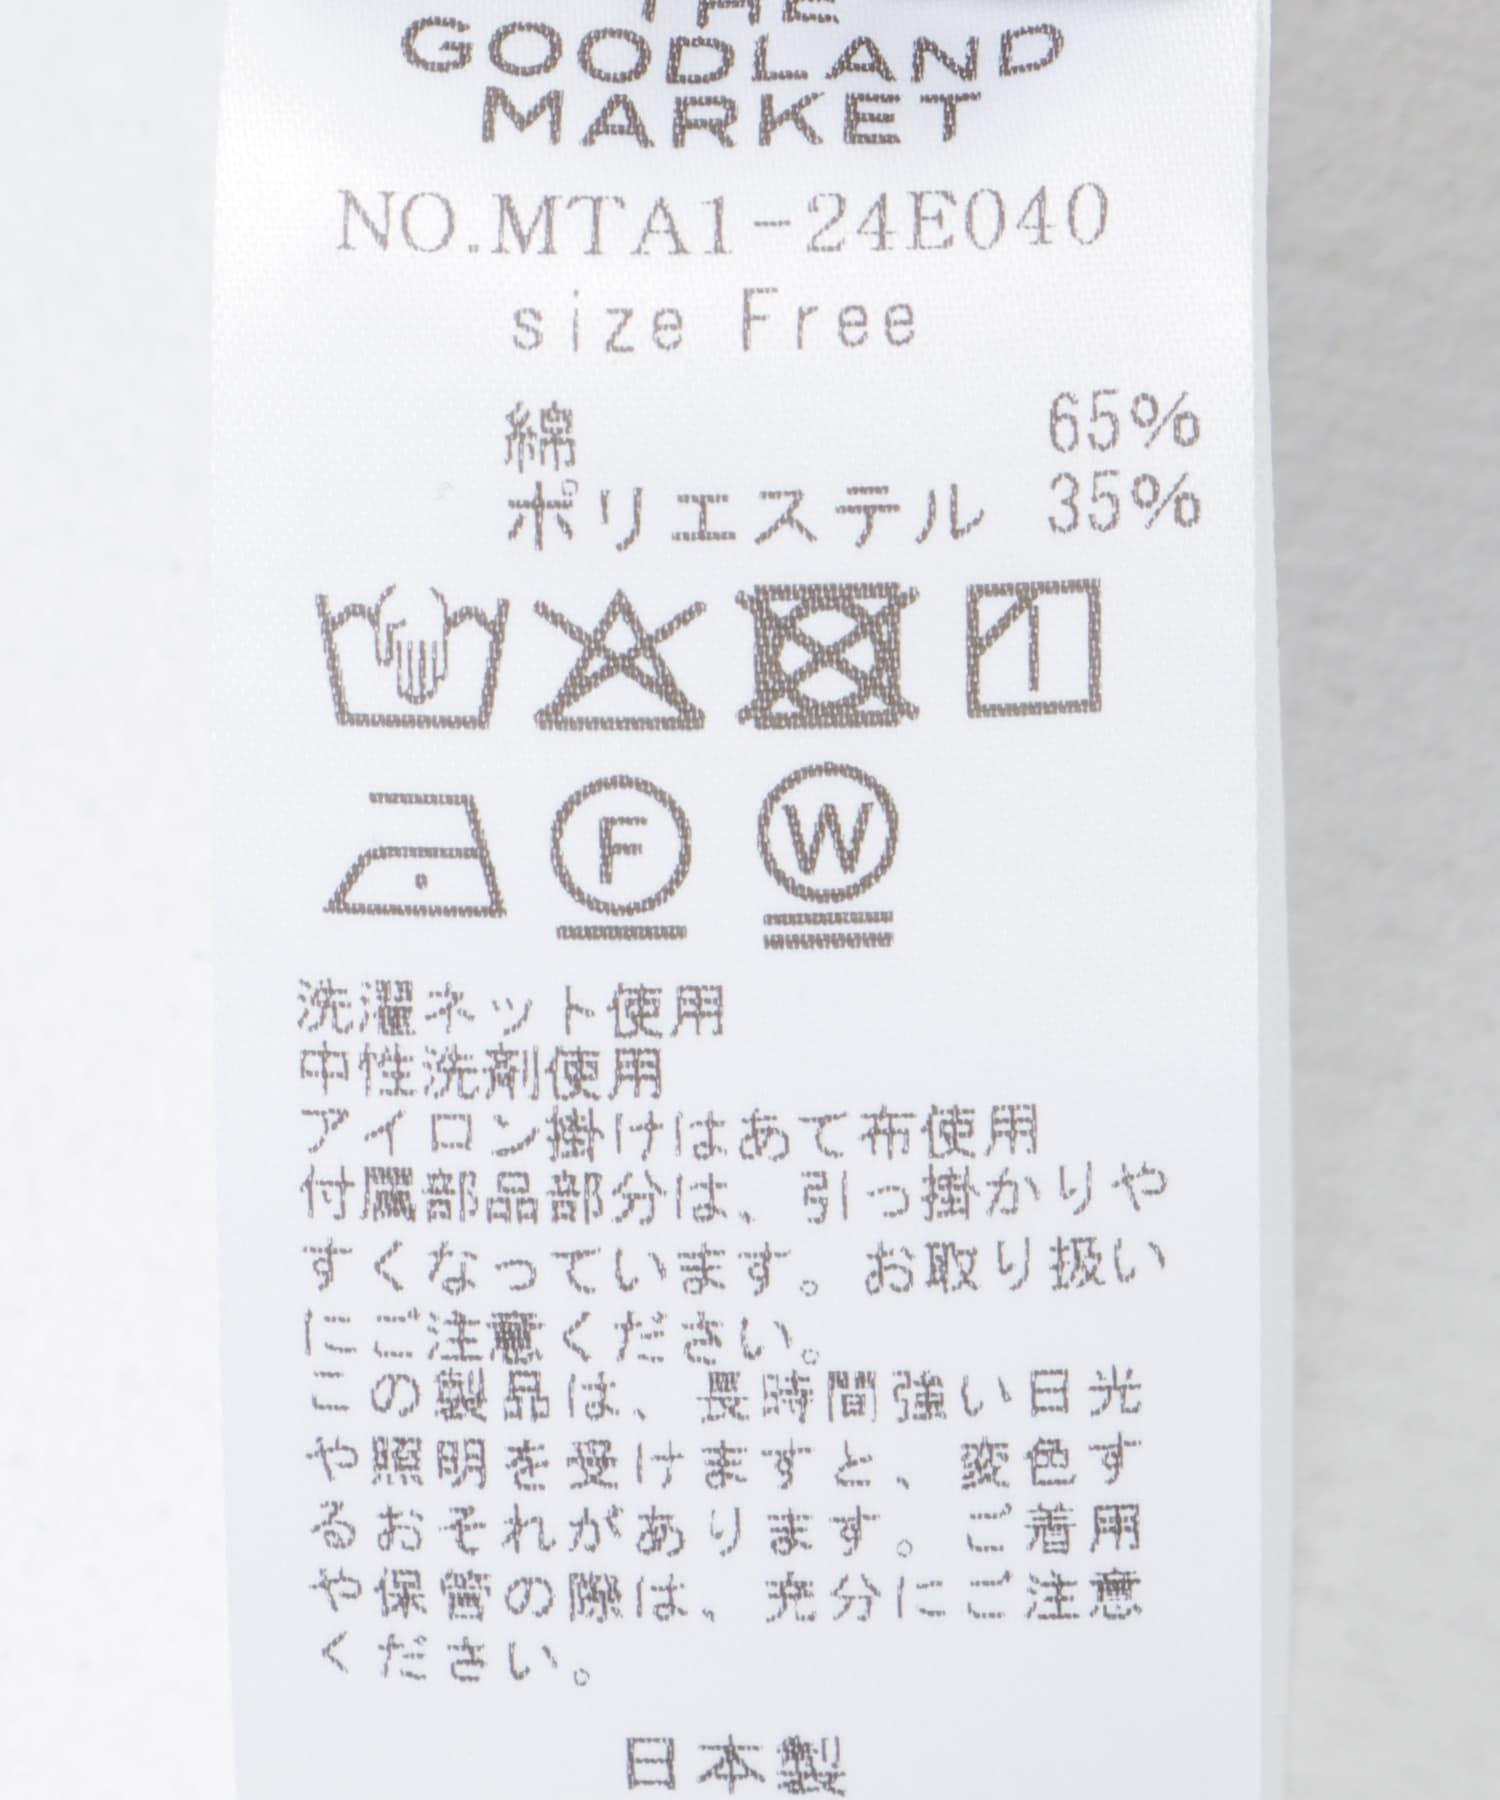 THE
GOODLAND
MARKET
NO.MTA1-24E040
size Free
綿 65%
ポリエステル 35%
F W
洗濯ネット使用
中性洗剤使用
アイロン掛けはあて布使用
付属部品部分は、引っ掛かりや
すくなっています。お取り扱い
にご注意ください。
この製品は、長時間強い日光
や照明を受けますと、変色す
るおそれがあります。ご着用
や保管の際は、充分にご注意
ください。
日本製